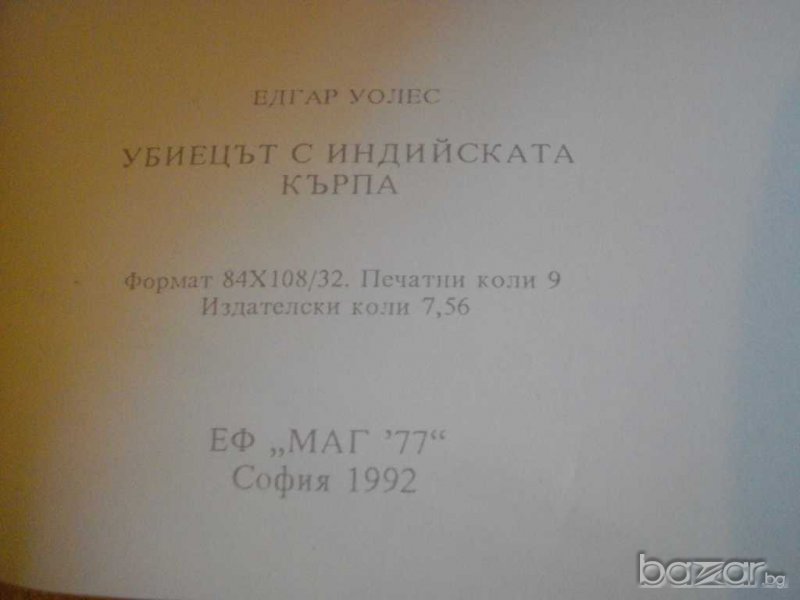 ЕДГАР УОЛЕС
УБИЕЦЪТ С ИНДИЙСКАТА
КЪРПА
Формат 84X108/32. Печатни коли 9
Издателски коли 7,56
ЕФ „МАГ ’77“
София 1992
bazar.bg